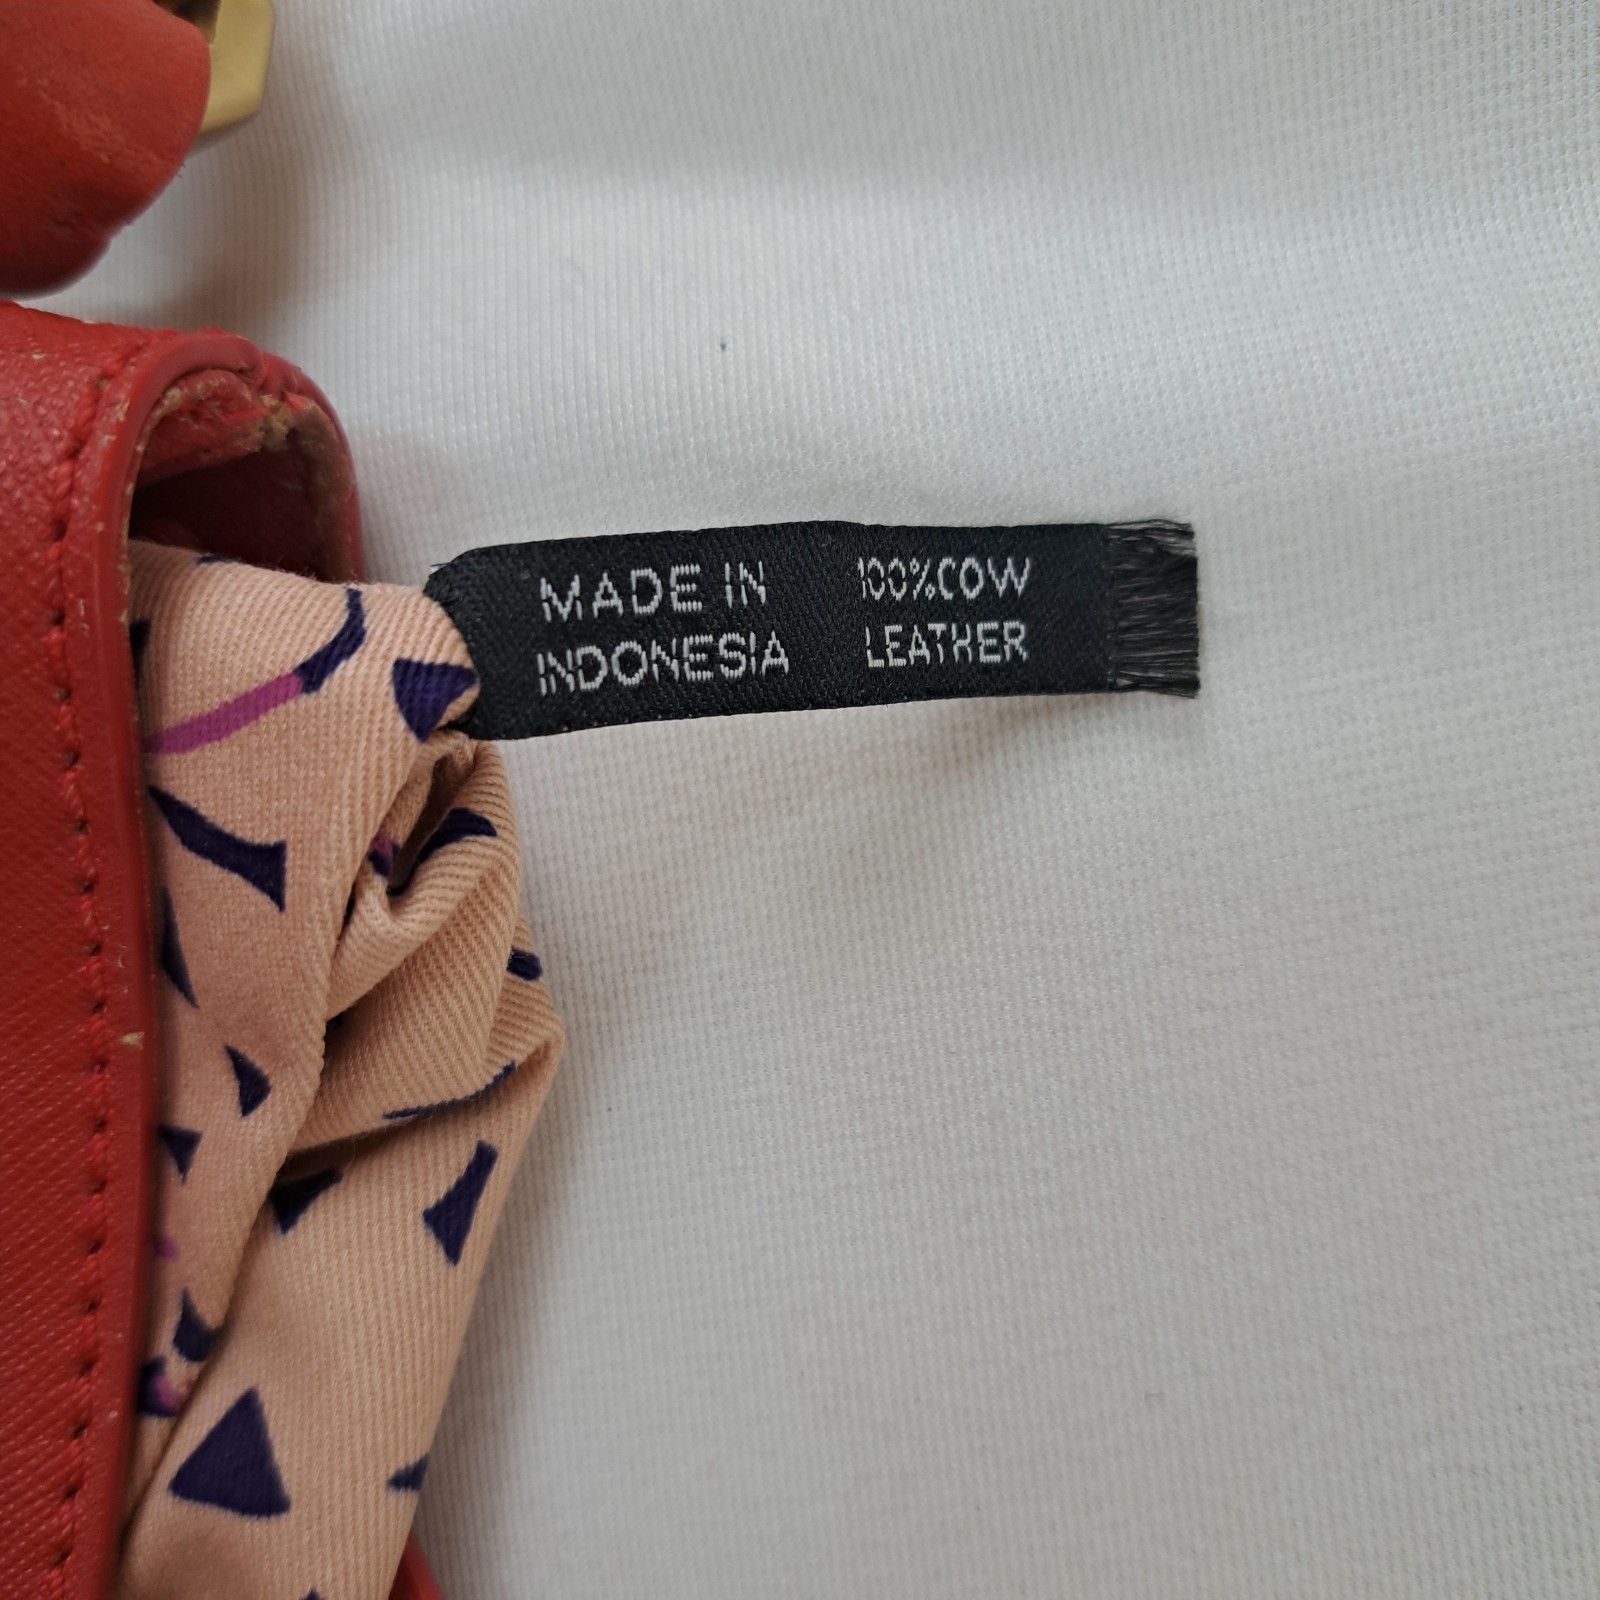 MADE IN
INDONESIA
100%COW
LEATHER